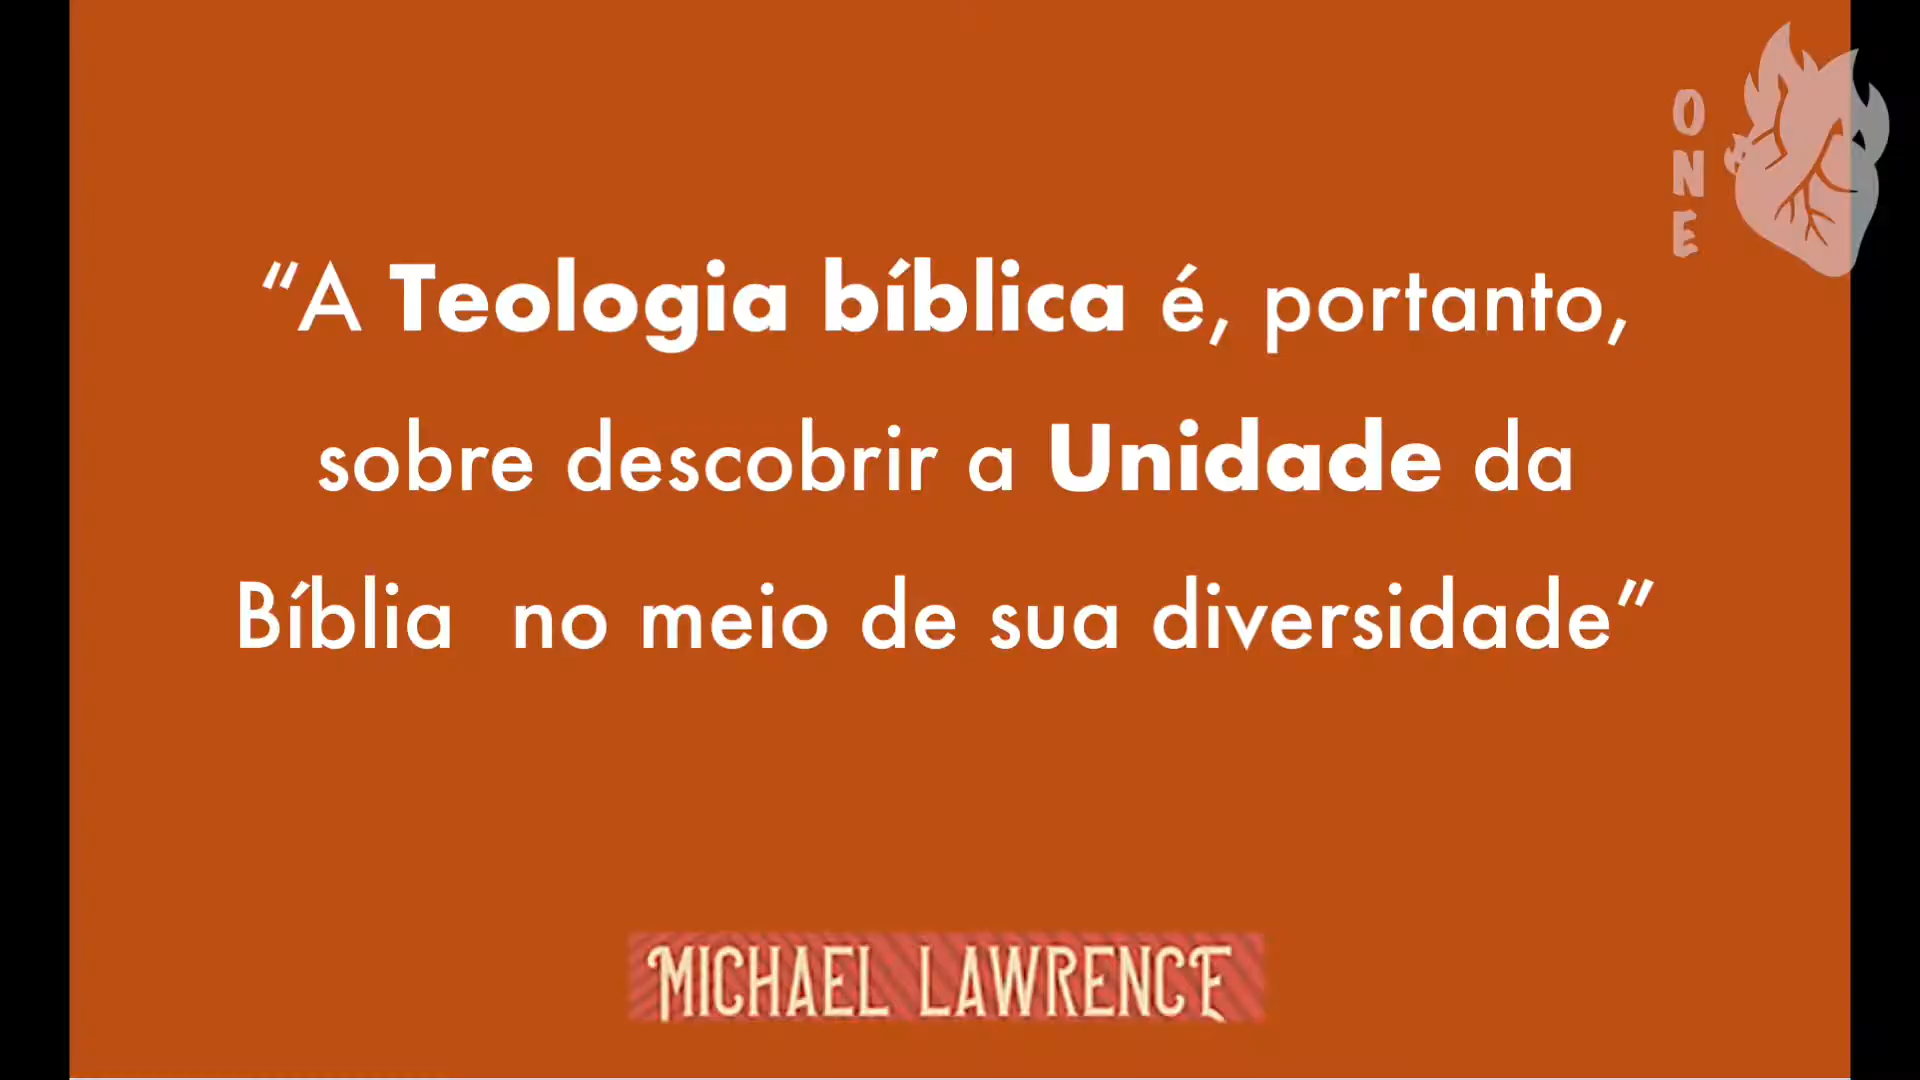 ONE
“A Teologia bíblica é, portanto,
sobre descobrir a Unidade da
Bíblia no meio de sua diversidade”
MICHAEL LAWRENCE